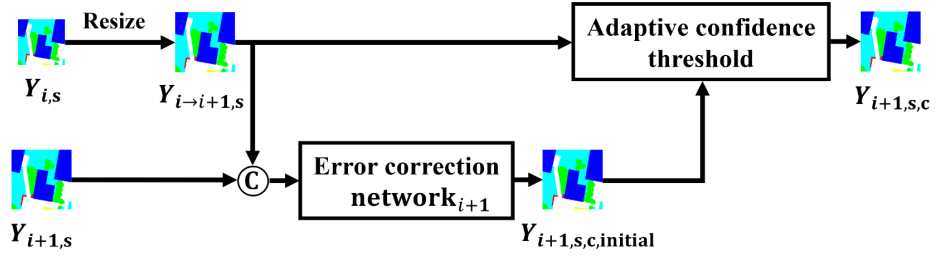 Resize
Y_{i,s}
Y_{i→i+1,s}
Adaptive confidence
threshold
Y_{i+1,s,c}
Y_{i+1,s}
C
Error correction
network_{i+1}
Y_{i+1,s,c,initial}